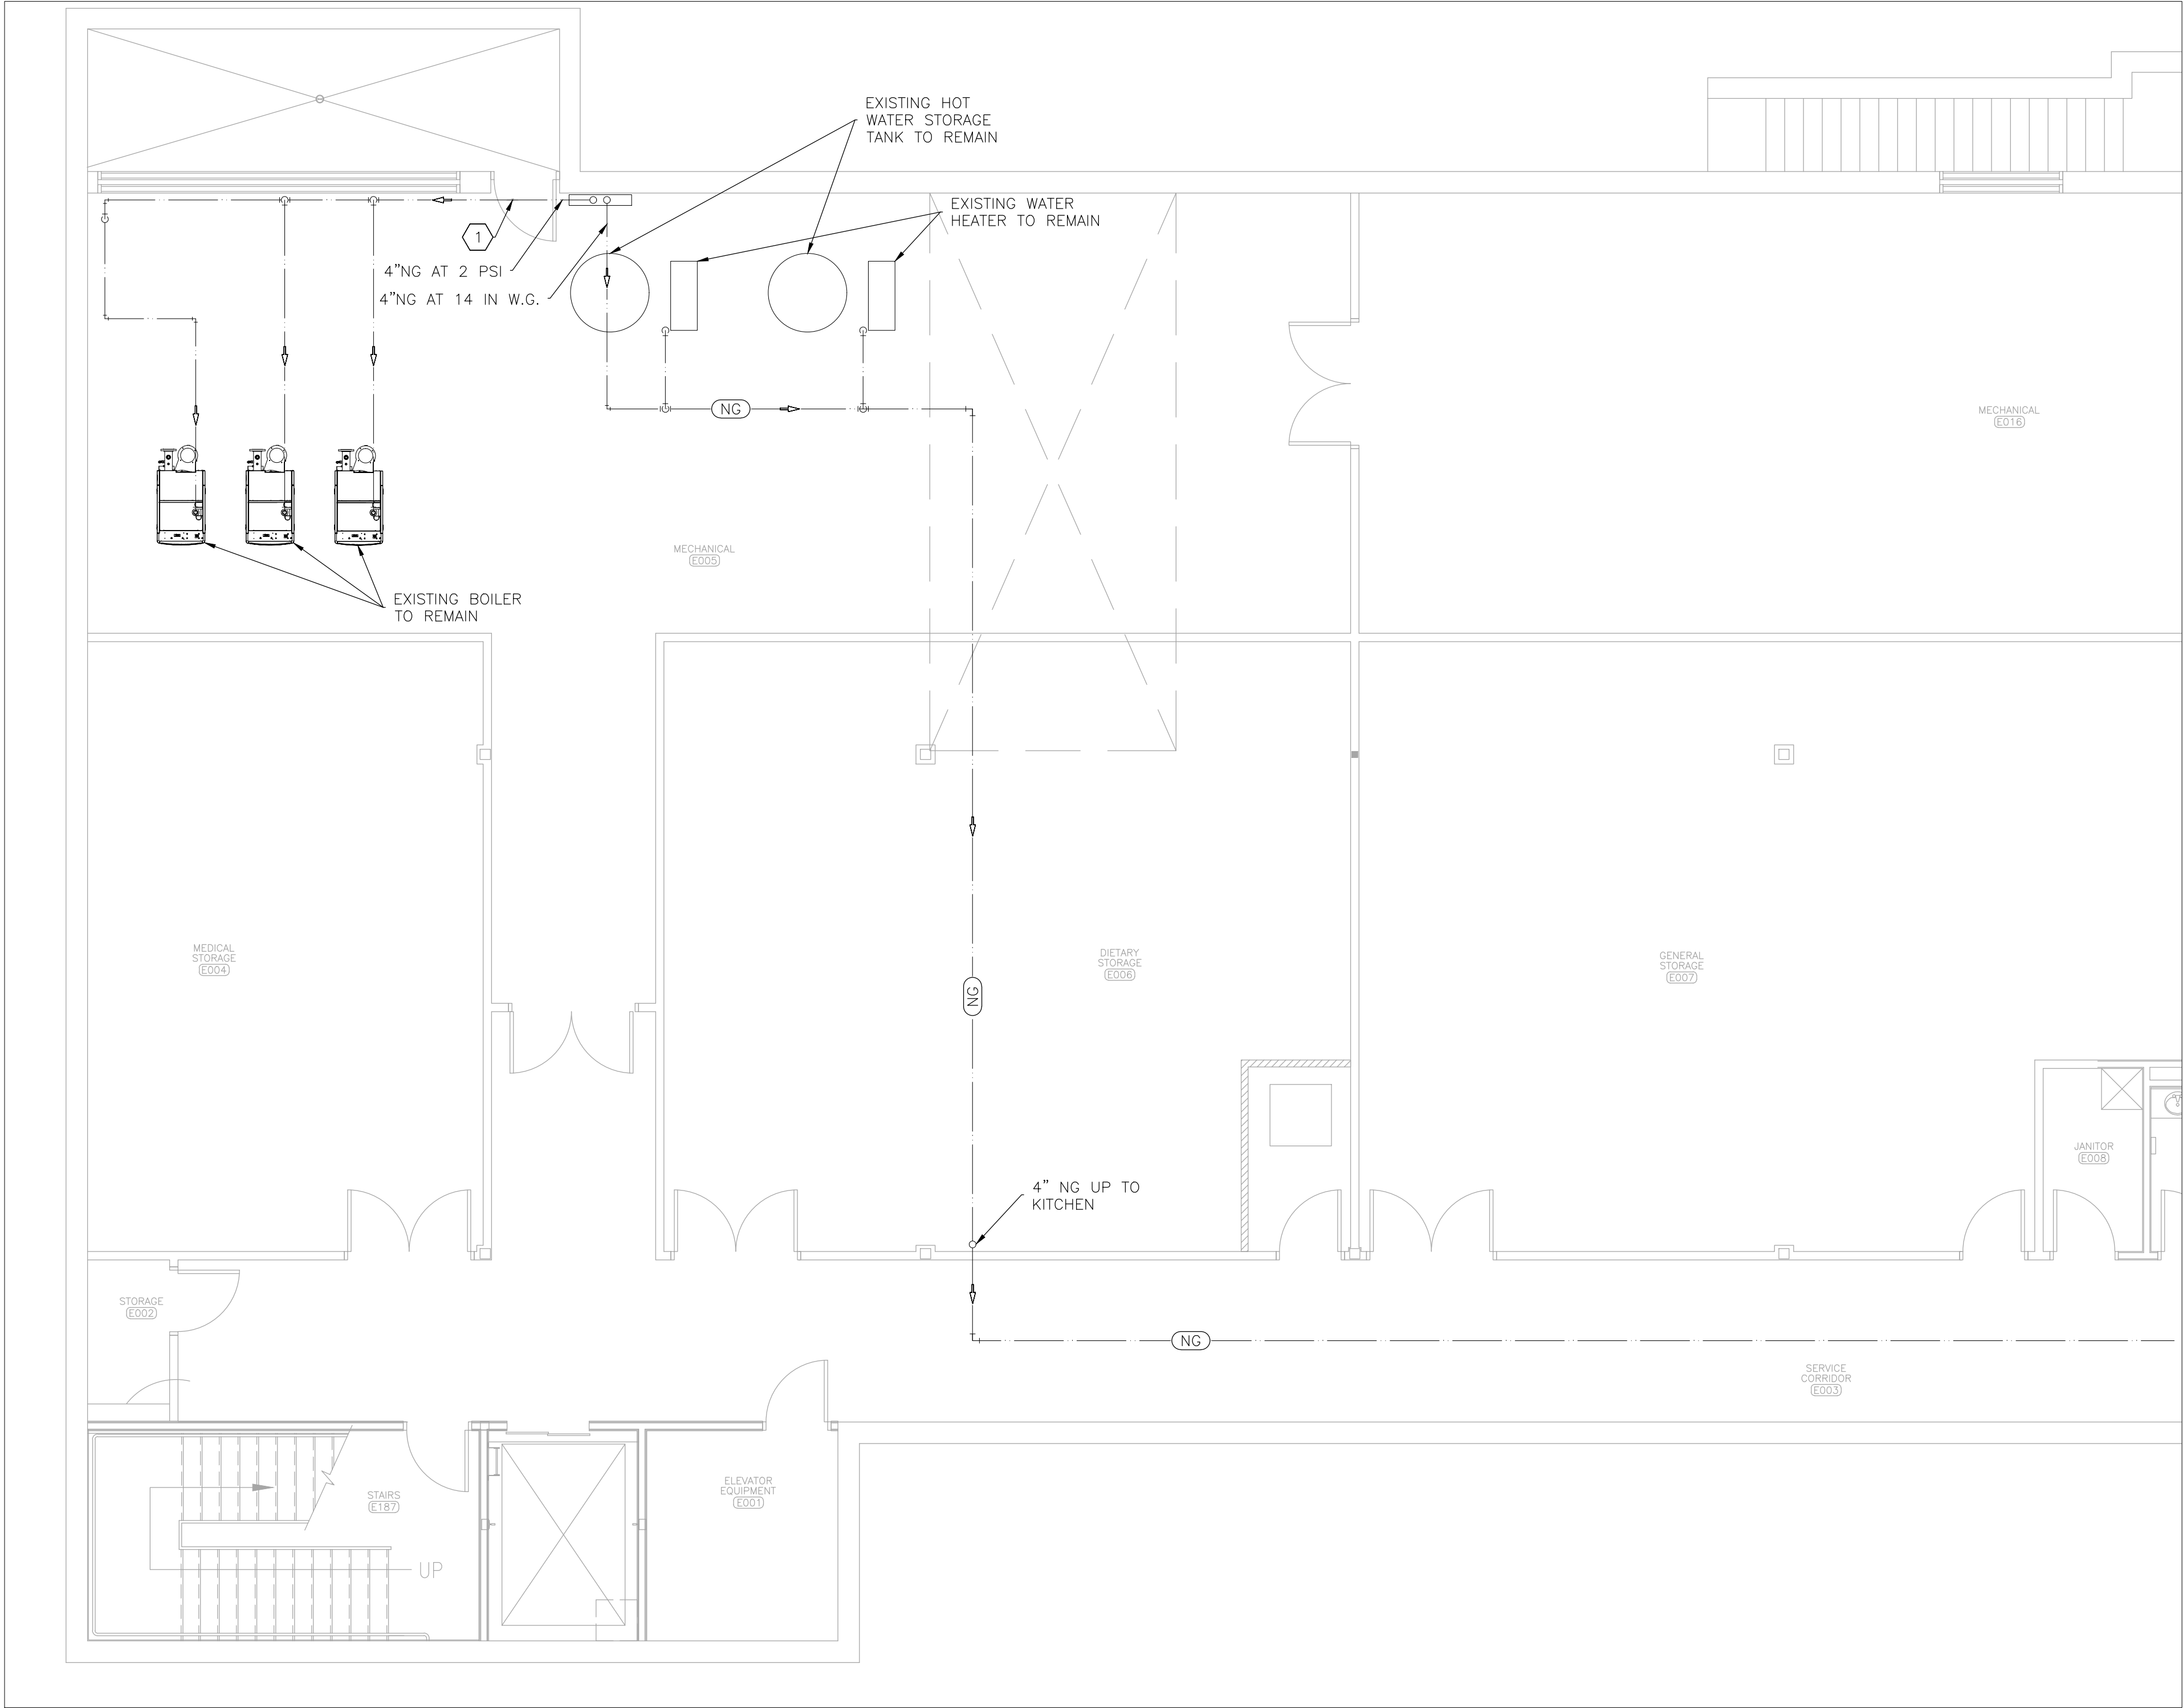 EXISTING HOT
WATER STORAGE
TANK TO REMAIN
EXISTING WATER
HEATER TO REMAIN
1
4"NG AT 2 PSI
4"NG AT 14 IN W.G.
NG
MECHANICAL
E016
MECHANICAL
E005
EXISTING BOILER
TO REMAIN
MEDICAL
STORAGE
E004
DIETARY
STORAGE
E006
GENERAL
STORAGE
E007
NG
JANITOR
E008
4" NG UP TO
KITCHEN
STORAGE
E002
NG
SERVICE
CORRIDOR
E003
STAIRS
E187
ELEVATOR
EQUIPMENT
E001
UP